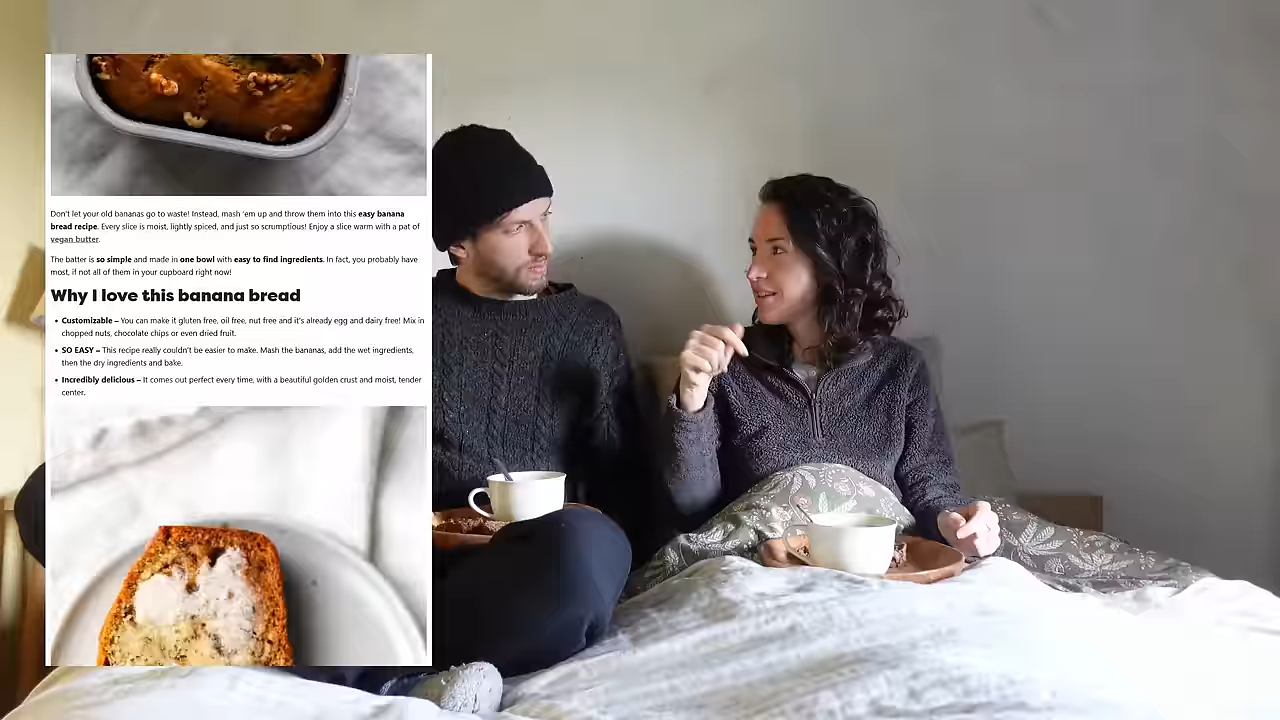 Don't let your old bananas go to waste! Instead, mash 'em up and throw them into this easy banana
bread recipe. Every slice is moist, lightly spiced, and just so scrumptious! Enjoy a slice warm with a pat of
vegan butter.
The batter is so simple and made in one bowl with easy to find ingredients. In fact, you probably have
most, if not all of them in your cupboard right now!
Why I love this banana bread
• Customizable – You can make it gluten free, oil free, nut free and it's already egg and dairy free! Mix in
chopped nuts, chocolate chips or even dried fruit.
• SO EASY – This recipe really couldn't be easier to make. Mash the bananas, add the wet ingredients,
then the dry ingredients and bake.
• Incredibly delicious – It comes out perfect every time, with a beautiful golden crust and moist, tender
center.